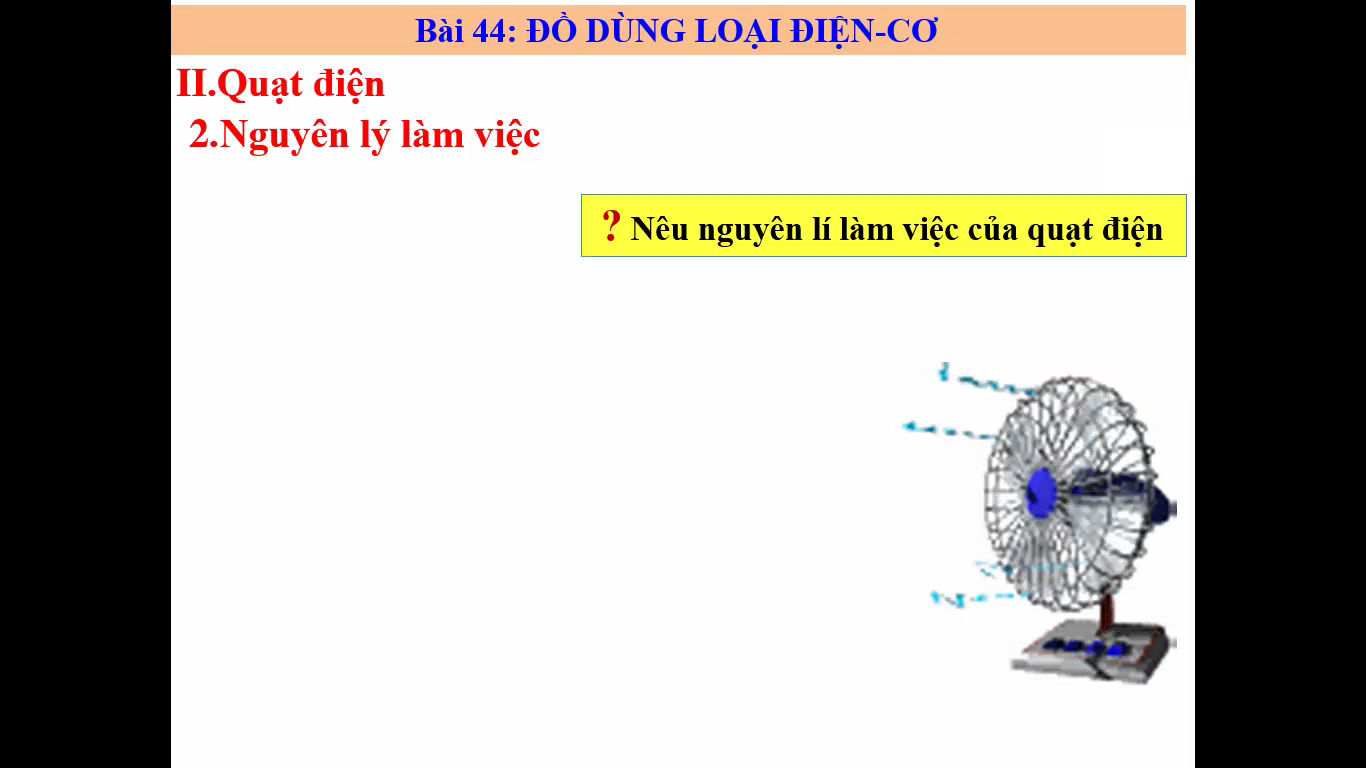 Bài 44: ĐỒ DÙNG LOẠI ĐIỆN-CƠ
II.Quạt điện
2.Nguyên lý làm việc
? Nêu nguyên lí làm việc của quạt điện